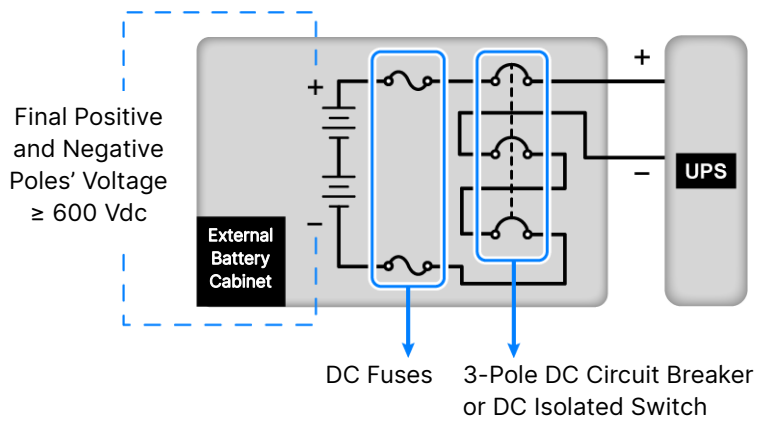 Final Positive
and Negative
Poles’ Voltage
≥ 600 Vdc
+
−
External
Battery
Cabinet
+
−
UPS
DC Fuses
3-Pole DC Circuit Breaker
or DC Isolated Switch